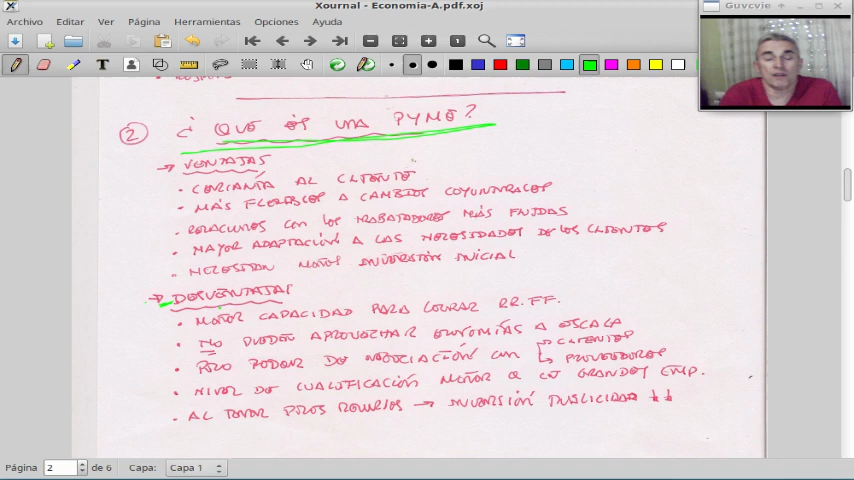 Xournal - Economia-A.pdf.xoj
Guvcvie
Archivo Editar Ver Página Herramientas Opciones Ayuda
② ¿ QUÉ ES UNA PYME?
→ VENTAJAS
• CERCANÍA AL CLIENTE
• MÁS FLEXIBLES A CAMBIOS COYUNTURALES
• RELACIONES CON LOS TRABAJADORES MÁS FLUIDAS
• MAYOR ADAPTACIÓN A LAS NECESIDADES DE LOS CLIENTES
• NECESITAN MENOS INVERSIÓN INICIAL
→ DESVENTAJAS
• MENOR CAPACIDAD PARA LOGRAR RR.FF.
• NO PUEDEN APROVECHAR ECONOMÍAS A ESCALA
• POCO PODER DE NEGOCIACIÓN CON → CLIENTES
→ PROVEEDORES
• NIVEL DE CUALIFICACIÓN MENOR Q LAS GRANDES EMP.
• AL TENER POCOS RECURSOS → INVERSIÓN PUBLICIDAD ↓↓
Página 2 de 6 Capa: Capa 1